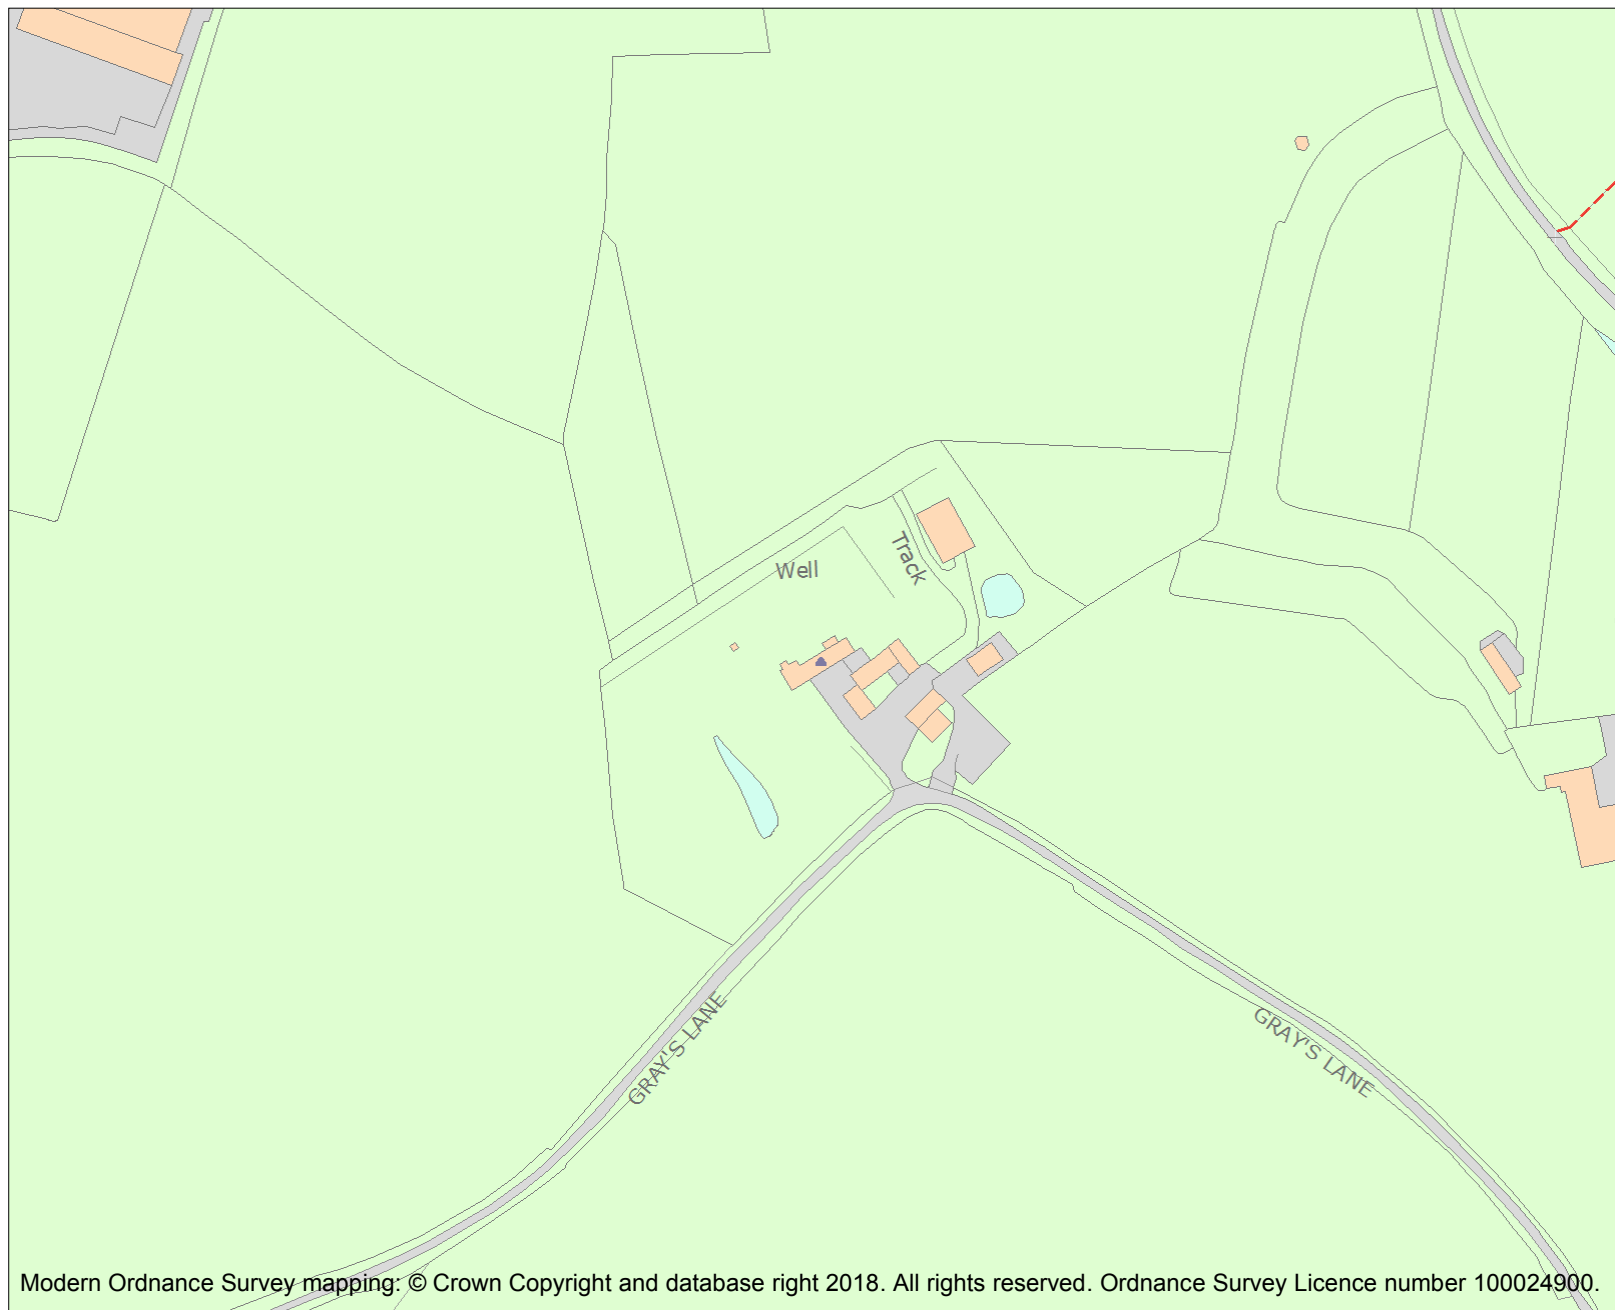 Well
Track
GRAY'S LANE
GRAY'S LANE
Modern Ordnance Survey mapping: © Crown Copyright and database right 2018. All rights reserved. Ordnance Survey Licence number 100024900.